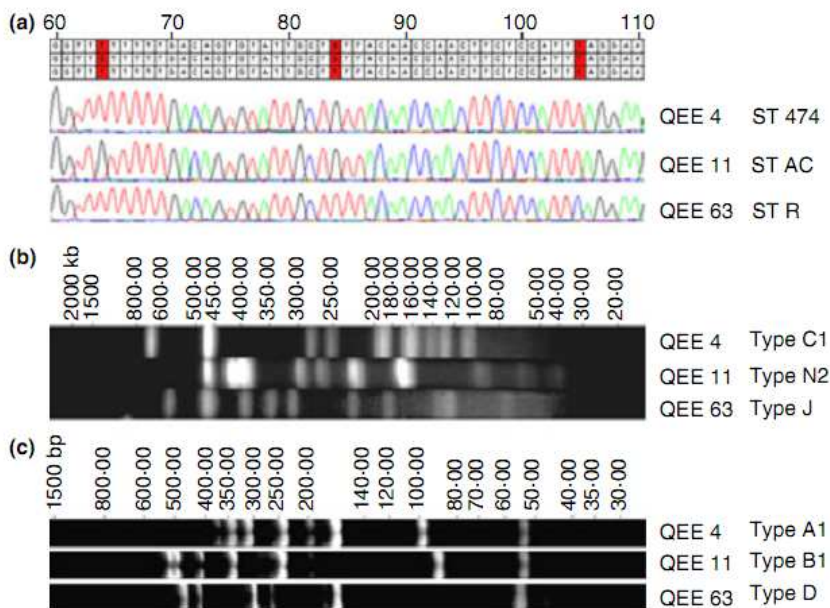 (a)
60 70 80 90 100 110
QEE 4 ST 474
QEE 11 ST AC
QEE 63 ST R
(b)
2000 kb 1500 800-00 600-00 500-00 450-00 400-00 350-00 300-00 250-00 200-00 180-00 160-00 140-00 120-00 100-00 80-00 50-00 40-00 30-00 20-00
QEE 4 Type C1
QEE 11 Type N2
QEE 63 Type J
(c)
1500 bp 800-00 600-00 500-00 400-00 350-00 300-00 250-00 200-00 140-00 120-00 100-00 80-00 70-00 60-00 50-00 40-00 35-00 30-00
QEE 4 Type A1
QEE 11 Type B1
QEE 63 Type D